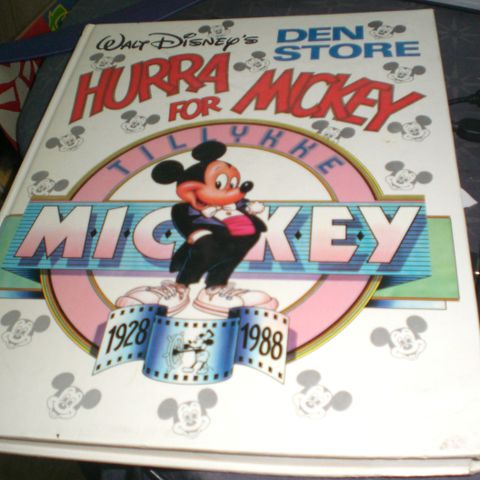 WALT DISNEY'S DEN STORE
HURRA FOR MICKEY
TILLYKKE
MICKEY
1928 1988